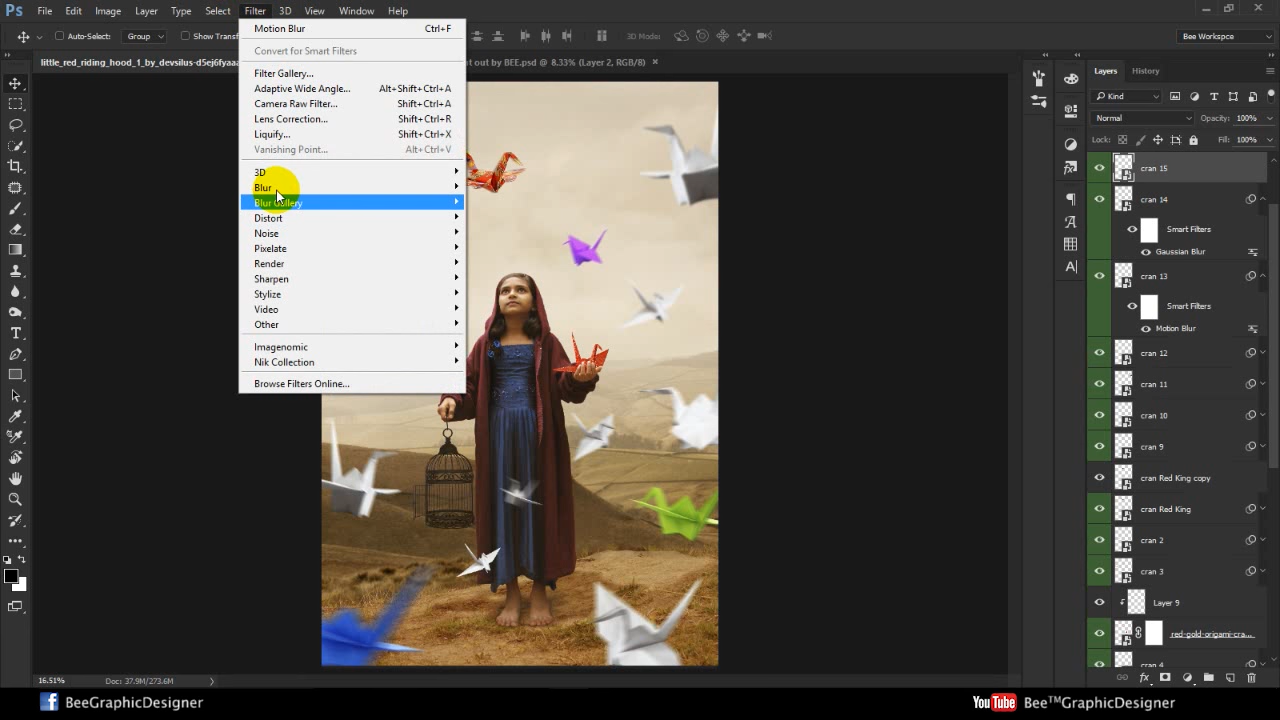 Ps File Edit Image Layer Type Select Filter 3D View Window Help
Auto-Select: Group Show Transf 3D Mode: Bee Workspce
little_red_riding_hood_1_by_devsilus-d5ej6fyaaa st out by BEE.psd @ 8.33% (Layer 2, RGB/8) ×
Motion Blur Ctrl+F
Convert for Smart Filters
Filter Gallery...
Adaptive Wide Angle... Alt+Shift+Ctrl+A
Camera Raw Filter... Shift+Ctrl+A
Lens Correction... Shift+Ctrl+R
Liquify... Shift+Ctrl+X
Vanishing Point... Alt+Ctrl+V
3D
Blur
Blur Gallery
Distort
Noise
Pixelate
Render
Sharpen
Stylize
Video
Other
Imagenomic
Nik Collection
Browse Filters Online...
Layers History
Kind
Normal Opacity: 100%
Lock: Fill: 100%
cran 15
cran 14
Smart Filters
Gaussian Blur
cran 13
Smart Filters
Motion Blur
cran 12
cran 11
cran 10
cran 9
cran Red King copy
cran Red King
cran 2
cran 3
Layer 9
red-gold-origami-cra...
cran 4
16.51% Doc: 37.9M/273.6M
BeeGraphicDesigner
YouTube Bee™GraphicDesigner